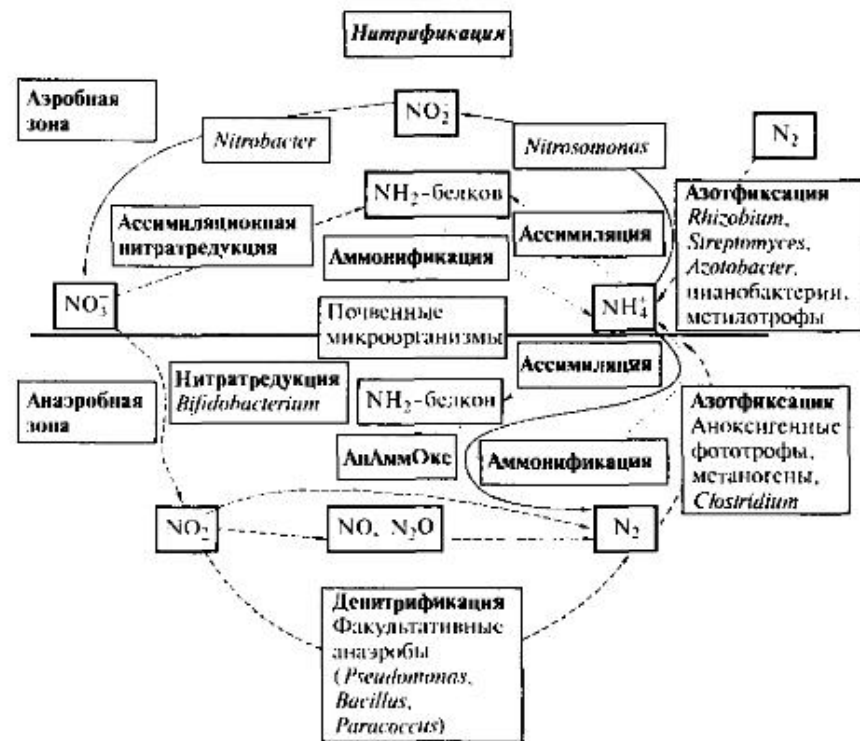 Нитрификация
Аэробная
зона
NO₂⁻
N₂
Nitrobacter
Nitrosomonas
NH₂-белков
Азотфиксация
Rhizobium,
Streptomyces,
Azotobacter,
цианобактерии,
метилотрофы
Ассимиляционная
нитратредукция
Ассимиляция
Аммонификация
NO₃⁻
NH₄⁺
Почвенные
микроорганизмы
Анаэробная
зона
Нитратредукция
Bifidobacterium
Ассимиляция
NH₂-белков
Азотфиксация
Аноксигенные
фототрофы,
метаногены,
Clostridium
АнАммОкс
Аммонификация
NO₂⁻
NO, N₂O
N₂
Денитрификация
Факультативные
анаэробы
(Pseudomonas,
Bacillus,
Paracoccus)